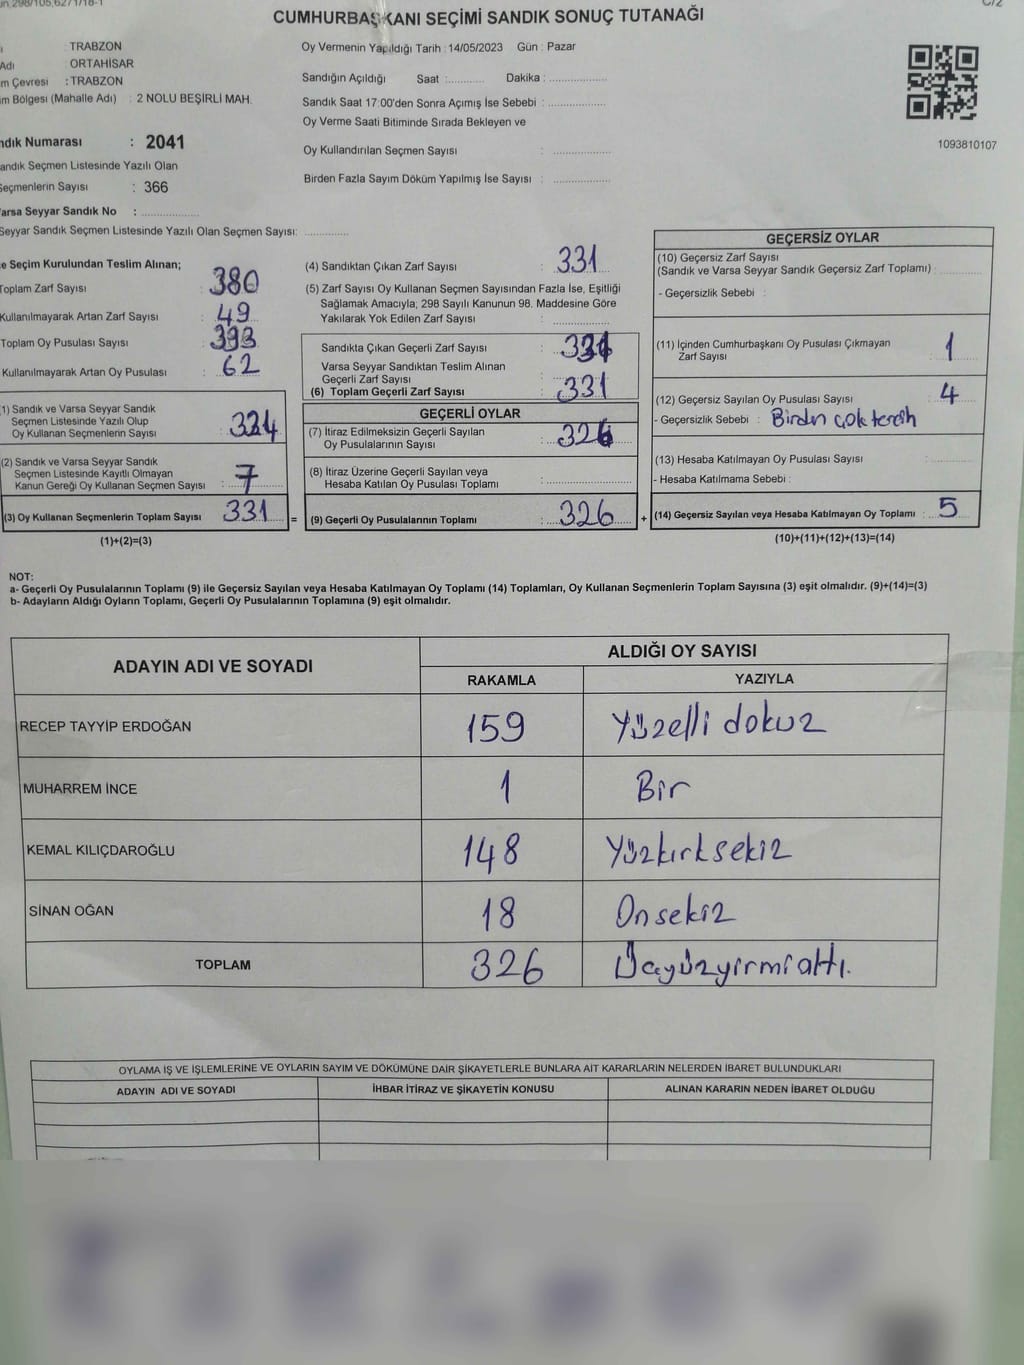 CUMHURBAŞKANI SEÇİMİ SANDIK SONUÇ TUTANAĞI
C/2
: TRABZON
Adı : ORTAHİSAR
m Çevresi : TRABZON
m Bölgesi (Mahalle Adı) : 2 NOLU BEŞİRLİ MAH.
ndık Numarası : 2041
andık Seçmen Listesinde Yazılı Olan
Seçmenlerin Sayısı : 366
arsa Seyyar Sandık No : ....................
Seyyar Sandık Seçmen Listesinde Yazılı Olan Seçmen Sayısı: ...............
Oy Vermenin Yapıldığı Tarih : 14/05/2023 Gün : Pazar
Sandığın Açıldığı Saat :............ Dakika : ....................
Sandık Saat 17:00'den Sonra Açımış İse Sebebi : ....................
Oy Verme Saati Bitiminde Sırada Bekleyen ve
Oy Kullandırılan Seçmen Sayısı : ....................
Birden Fazla Sayım Döküm Yapılmış İse Sayısı : ....................
1093810107
e Seçim Kurulundan Teslim Alınan;
Toplam Zarf Sayısı : 380
Kullanılmayarak Artan Zarf Sayısı : 49
Toplam Oy Pusulası Sayısı : 393
Kullanılmayarak Artan Oy Pusulası : 62
(1) Sandık ve Varsa Seyyar Sandık
Seçmen Listesinde Yazılı Olup
Oy Kullanan Seçmenlerin Sayısı : 324
(2) Sandık ve Varsa Seyyar Sandık
Seçmen Listesinde Kayıtlı Olmayan
Kanun Gereği Oy Kullanan Seçmen Sayısı : 7
(3) Oy Kullanan Seçmenlerin Toplam Sayısı 331 =
(1)+(2)=(3)
(4) Sandıktan Çıkan Zarf Sayısı : 331
(5) Zarf Sayısı Oy Kullanan Seçmen Sayısından Fazla İse, Eşitliği
Sağlamak Amacıyla; 298 Sayılı Kanunun 98. Maddesine Göre
Yakılarak Yok Edilen Zarf Sayısı : ....................
Sandıkta Çıkan Geçerli Zarf Sayısı : 331
Varsa Seyyar Sandıktan Teslim Alınan
Geçerli Zarf Sayısı :
(6) Toplam Geçerli Zarf Sayısı : 331
GEÇERLİ OYLAR
(7) İtiraz Edilmeksizin Geçerli Sayılan
Oy Pusulalarının Sayısı : 326
(8) İtiraz Üzerine Geçerli Sayılan veya
Hesaba Katılan Oy Pusulası Toplamı : ....................
(9) Geçerli Oy Pusulalarının Toplamı : 326 +
GEÇERSİZ OYLAR
(10) Geçersiz Zarf Sayısı
(Sandık ve Varsa Seyyar Sandık Geçersiz Zarf Toplamı) : ............
- Geçersizlik Sebebi :
(11) İçinden Cumhurbaşkanı Oy Pusulası Çıkmayan
Zarf Sayısı : 1
(12) Geçersiz Sayılan Oy Pusulası Sayısı : 4
- Geçersizlik Sebebi : Birden çok tercih
(13) Hesaba Katılmayan Oy Pusulası Sayısı : ............
- Hesaba Katılmama Sebebi :
(14) Geçersiz Sayılan veya Hesaba Katılmayan Oy Toplamı : 5
(10)+(11)+(12)+(13)=(14)
NOT:
a- Geçerli Oy Pusulalarının Toplamı (9) ile Geçersiz Sayılan veya Hesaba Katılmayan Oy Toplamı (14) Toplamları, Oy Kullanan Seçmenlerin Toplam Sayısına (3) eşit olmalıdır. (9)+(14)=(3)
b- Adayların Aldığı Oyların Toplamı, Geçerli Oy Pusulalarının Toplamına (9) eşit olmalıdır.
ADAYIN ADI VE SOYADI ALDIĞI OY SAYISI
RAKAMLA YAZIYLA
RECEP TAYYİP ERDOĞAN 159 Yüzelli dokuz
MUHARREM İNCE 1 Bir
KEMAL KILIÇDAROĞLU 148 Yüzkırksekiz
SİNAN OĞAN 18 Onsekiz
TOPLAM 326 Üçyüzyirmialtı.
OYLAMA İŞ VE İŞLEMLERİNE VE OYLARIN SAYIM VE DÖKÜMÜNE DAİR ŞİKAYETLERLE BUNLARA AİT KARARLARIN NELERDEN İBARET BULUNDUKLARI
ADAYIN ADI VE SOYADI İHBAR İTİRAZ VE ŞİKAYETİN KONUSU ALINAN KARARIN NEDEN İBARET OLDUĞU